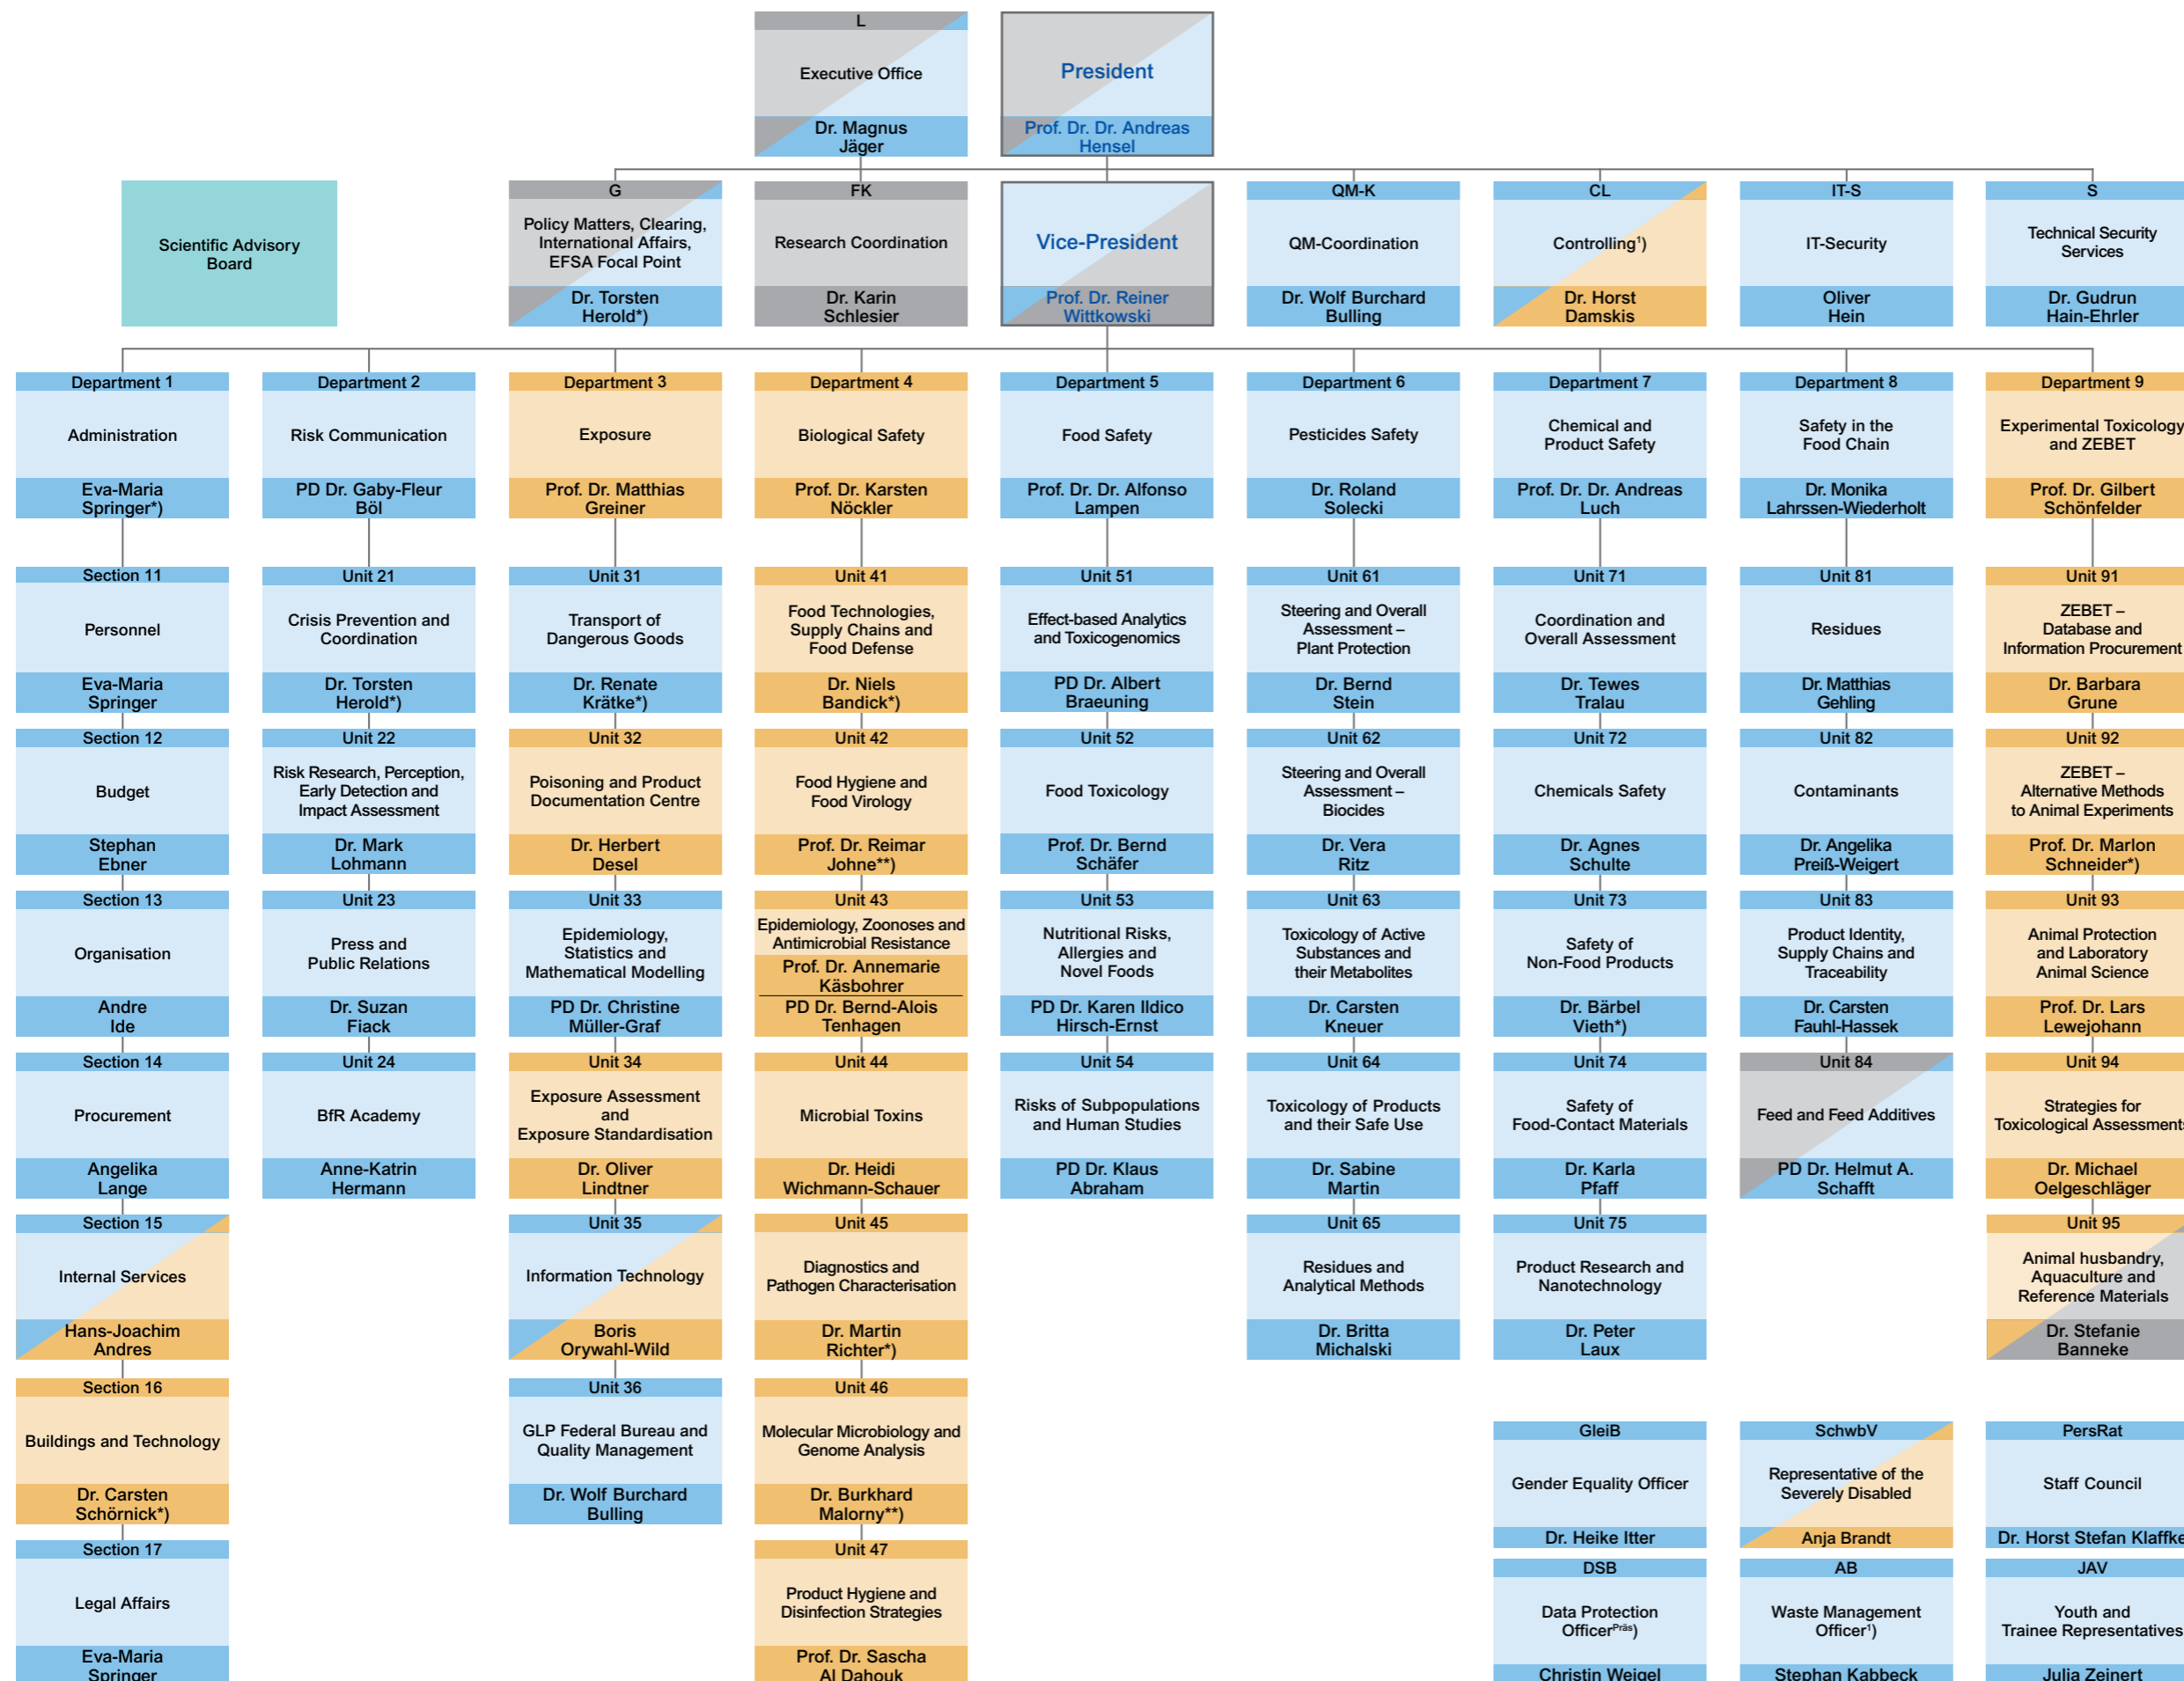 L
Executive Office
Dr. Magnus
Jäger
President
Prof. Dr. Dr. Andreas
Hensel
Scientific Advisory
Board
G
Policy Matters, Clearing,
International Affairs,
EFSA Focal Point
Dr. Torsten
Herold*)
FK
Research Coordination
Dr. Karin
Schlesier
Vice-President
Prof. Dr. Reiner
Wittkowski
QM-K
QM-Coordination
Dr. Wolf Burchard
Bulling
CL
Controlling¹)
Dr. Horst
Damskis
IT-S
IT-Security
Oliver
Hein
S
Technical Security
Services
Dr. Gudrun
Hain-Ehrler
Department 1
Administration
Eva-Maria
Springer*)
Department 2
Risk Communication
PD Dr. Gaby-Fleur
Böl
Department 3
Exposure
Prof. Dr. Matthias
Greiner
Department 4
Biological Safety
Prof. Dr. Karsten
Nöckler
Department 5
Food Safety
Prof. Dr. Dr. Alfonso
Lampen
Department 6
Pesticides Safety
Dr. Roland
Solecki
Department 7
Chemical and
Product Safety
Prof. Dr. Dr. Andreas
Luch
Department 8
Safety in the
Food Chain
Dr. Monika
Lahrssen-Wiederholt
Department 9
Experimental Toxicology
and ZEBET
Prof. Dr. Gilbert
Schönfelder
Section 11
Personnel
Eva-Maria
Springer
Unit 21
Crisis Prevention and
Coordination
Dr. Torsten
Herold*)
Unit 31
Transport of
Dangerous Goods
Dr. Renate
Krätke*)
Unit 41
Food Technologies,
Supply Chains and
Food Defense
Dr. Niels
Bandick*)
Unit 51
Effect-based Analytics
and Toxicogenomics
PD Dr. Albert
Braeuning
Unit 61
Steering and Overall
Assessment –
Plant Protection
Dr. Bernd
Stein
Unit 71
Coordination and
Overall Assessment
Dr. Tewes
Tralau
Unit 81
Residues
Dr. Matthias
Gehling
Unit 91
ZEBET –
Database and
Information Procurement
Dr. Barbara
Grune
Section 12
Budget
Stephan
Ebner
Unit 22
Risk Research, Perception,
Early Detection and
Impact Assessment
Dr. Mark
Lohmann
Unit 32
Poisoning and Product
Documentation Centre
Dr. Herbert
Desel
Unit 42
Food Hygiene and
Food Virology
Prof. Dr. Reimar
Johne**)
Unit 52
Food Toxicology
Prof. Dr. Bernd
Schäfer
Unit 62
Steering and Overall
Assessment –
Biocides
Dr. Vera
Ritz
Unit 72
Chemicals Safety
Dr. Agnes
Schulte
Unit 82
Contaminants
Dr. Angelika
Preiß-Weigert
Unit 92
ZEBET –
Alternative Methods
to Animal Experiments
Prof. Dr. Marlon
Schneider*)
Section 13
Organisation
Andre
Ide
Unit 23
Press and
Public Relations
Dr. Suzan
Fiack
Unit 33
Epidemiology,
Statistics and
Mathematical Modelling
PD Dr. Christine
Müller-Graf
Unit 43
Epidemiology, Zoonoses and
Antimicrobial Resistance
Prof. Dr. Annemarie
Käsbohrer
PD Dr. Bernd-Alois
Tenhagen
Unit 53
Nutritional Risks,
Allergies and
Novel Foods
PD Dr. Karen Ildico
Hirsch-Ernst
Unit 63
Toxicology of Active
Substances and
their Metabolites
Dr. Carsten
Kneuer
Unit 73
Safety of
Non-Food Products
Dr. Bärbel
Vieth*)
Unit 83
Product Identity,
Supply Chains and
Traceability
Dr. Carsten
Fauhl-Hassek
Unit 93
Animal Protection
and Laboratory
Animal Science
Prof. Dr. Lars
Lewejohann
Section 14
Procurement
Angelika
Lange
Unit 24
BfR Academy
Anne-Katrin
Hermann
Unit 34
Exposure Assessment
and
Exposure Standardisation
Dr. Oliver
Lindtner
Unit 44
Microbial Toxins
Dr. Heidi
Wichmann-Schauer
Unit 54
Risks of Subpopulations
and Human Studies
PD Dr. Klaus
Abraham
Unit 64
Toxicology of Products
and their Safe Use
Dr. Sabine
Martin
Unit 74
Safety of
Food-Contact Materials
Dr. Karla
Pfaff
Unit 84
Feed and Feed Additives
PD Dr. Helmut A.
Schafft
Unit 94
Strategies for
Toxicological Assessments
Dr. Michael
Oelgeschläger
Section 15
Internal Services
Hans-Joachim
Andres
Unit 35
Information Technology
Boris
Orywahl-Wild
Unit 45
Diagnostics and
Pathogen Characterisation
Dr. Martin
Richter*)
Unit 65
Residues and
Analytical Methods
Dr. Britta
Michalski
Unit 75
Product Research and
Nanotechnology
Dr. Peter
Laux
Unit 95
Animal husbandry,
Aquaculture and
Reference Materials
Dr. Stefanie
Banneke
Section 16
Buildings and Technology
Dr. Carsten
Schörnick*)
Unit 36
GLP Federal Bureau and
Quality Management
Dr. Wolf Burchard
Bulling
Unit 46
Molecular Microbiology and
Genome Analysis
Dr. Burkhard
Malorny**)
GleiB
Gender Equality Officer
Dr. Heike Itter
SchwbV
Representative of the
Severely Disabled
Anja Brandt
PersRat
Staff Council
Dr. Horst Stefan Klaffke
Section 17
Legal Affairs
Eva-Maria
Springer
Unit 47
Product Hygiene and
Disinfection Strategies
Prof. Dr. Sascha
Al Dahouk
DSB
Data Protection
Officerᴾʳäˢ)
Christin Weigel
AB
Waste Management
Officer¹)
Stephan Kabbeck
JAV
Youth and
Trainee Representatives
Julia Zeinert